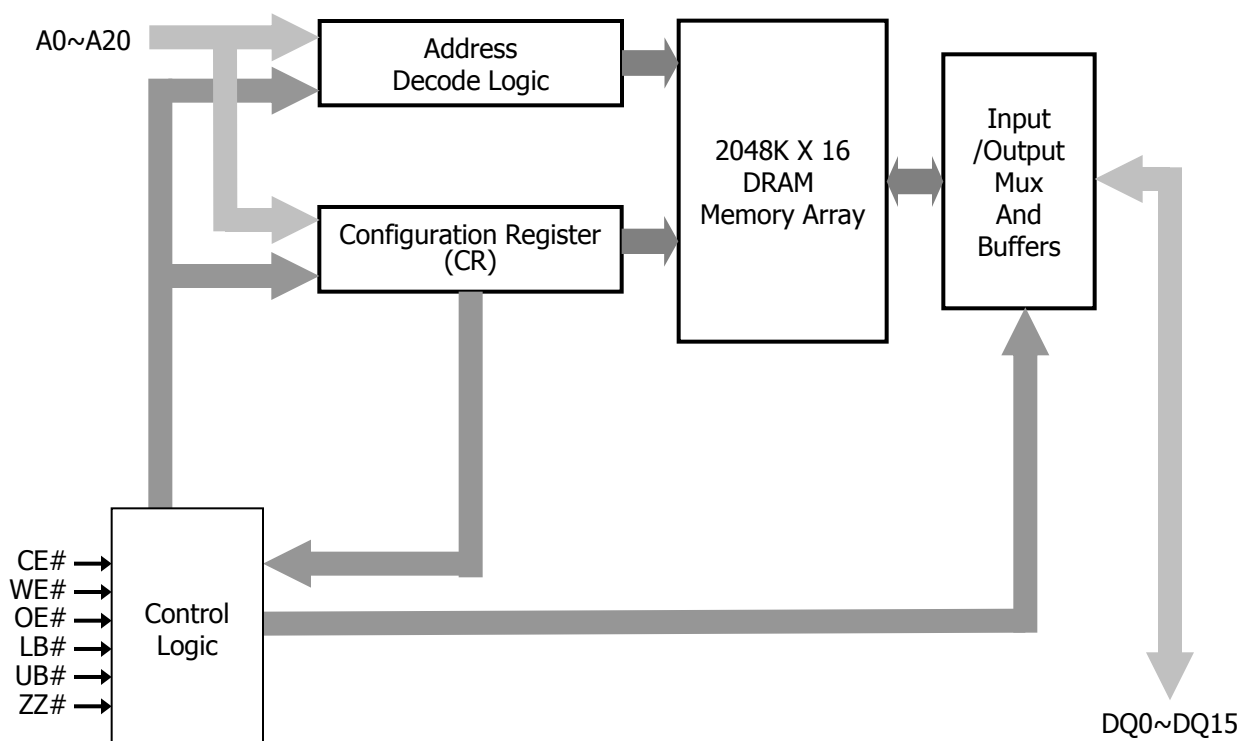 A0~A20
Address
Decode Logic
2048K X 16
DRAM
Memory Array
Input
/Output
Mux
And
Buffers
Configuration Register
(CR)
CE#
WE#
OE#
LB#
UB#
ZZ#
Control
Logic
DQ0~DQ15